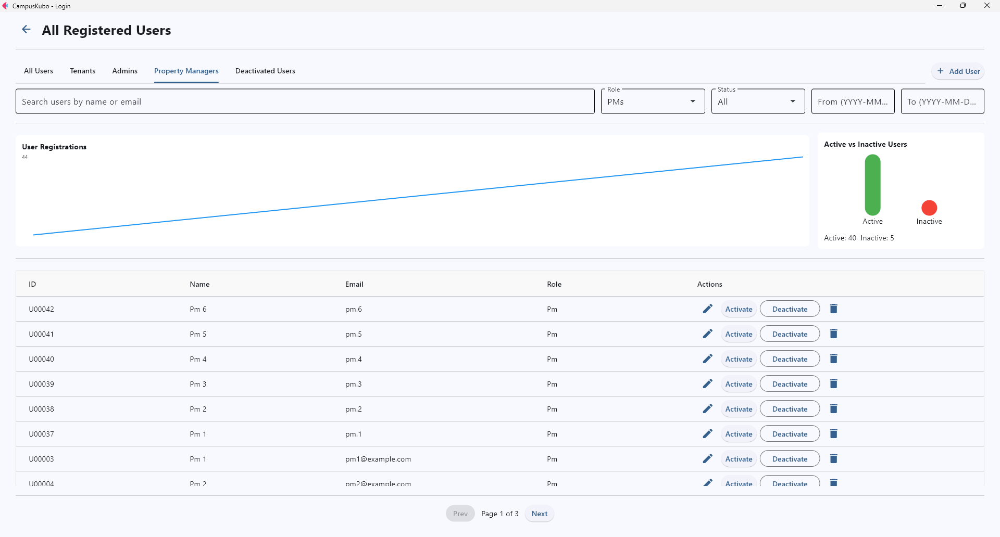 CampusKubo - Login
All Registered Users
All Users Tenants Admins Property Managers Deactivated Users
+ Add User
Search users by name or email
Role
PMs
Status
All
From (YYYY-MM...
To (YYYY-MM-D...
User Registrations
44
Active vs Inactive Users
Active Inactive
Active: 40 Inactive: 5
ID Name Email Role Actions
U00042 Pm 6 pm.6 Pm Activate Deactivate
U00041 Pm 5 pm.5 Pm Activate Deactivate
U00040 Pm 4 pm.4 Pm Activate Deactivate
U00039 Pm 3 pm.3 Pm Activate Deactivate
U00038 Pm 2 pm.2 Pm Activate Deactivate
U00037 Pm 1 pm.1 Pm Activate Deactivate
U00003 Pm 1 pm1@example.com Pm Activate Deactivate
U00004 Pm 2 pm2@example.com Pm Activate Deactivate
Prev Page 1 of 3 Next